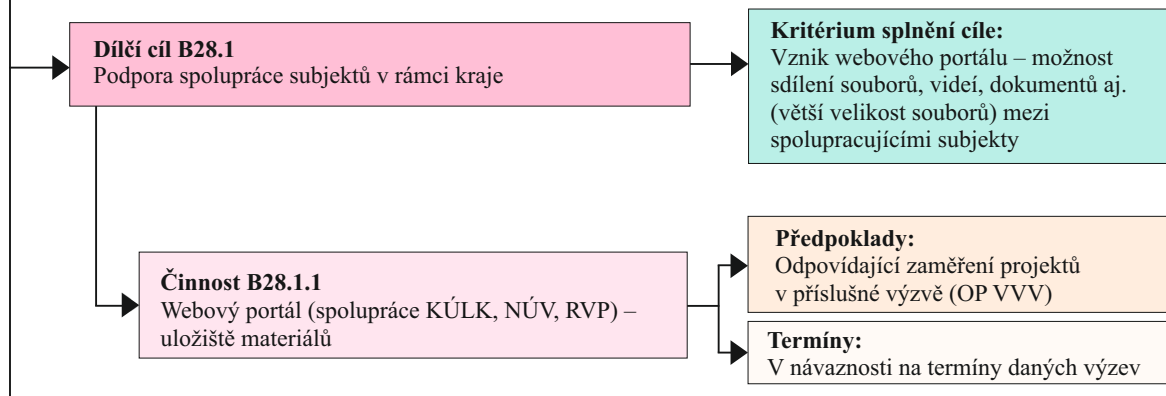 Dílčí cíl B28.1
Podpora spolupráce subjektů v rámci kraje
Kritérium splnění cíle:
Vznik webového portálu – možnost
sdílení souborů, videí, dokumentů aj.
(větší velikost souborů) mezi
spolupracujícími subjekty
Činnost B28.1.1
Webový portál (spolupráce KÚLK, NÚV, RVP) –
uložiště materiálů
Předpoklady:
Odpovídající zaměření projektů
v příslušné výzvě (OP VVV)
Termíny:
V návaznosti na termíny daných výzev